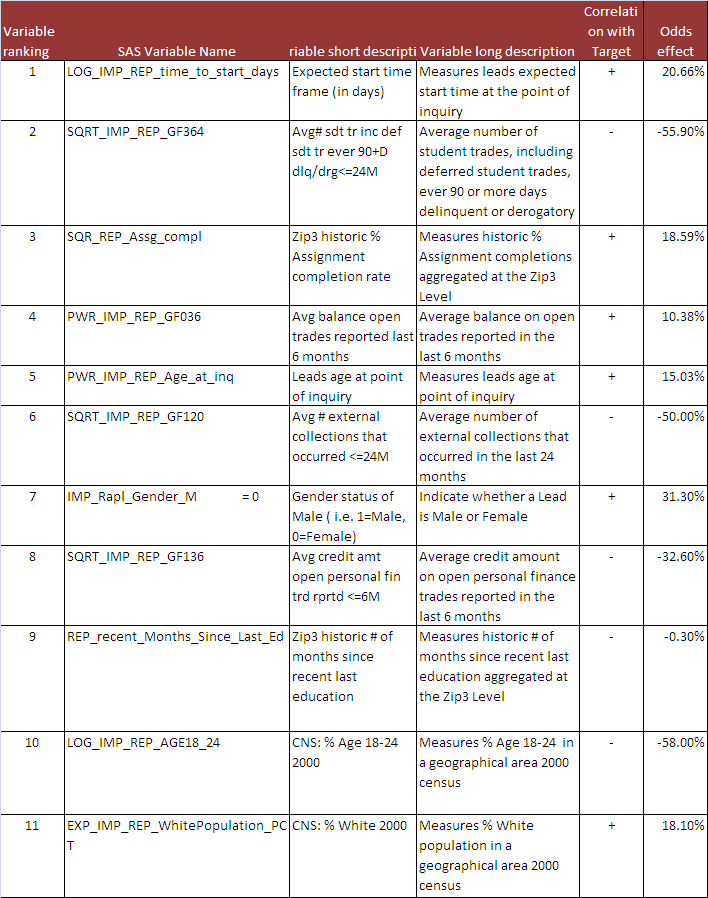 Variable ranking SAS Variable Name riable short descripti Variable long description Correlati on with Target Odds effect
1 LOG_IMP_REP_time_to_start_days Expected start time frame (in days) Measures leads expected start time at the point of inquiry + 20.66%
2 SQRT_IMP_REP_GF364 Avg# sdt tr inc def sdt tr ever 90+D dlq/drg<=24M Average number of student trades, including deferred student trades, ever 90 or more days delinquent or derogatory - -55.90%
3 SQR_REP_Assg_compl Zip3 historic % Assignment completion rate Measures historic % Assignment completions aggregated at the Zip3 Level + 18.59%
4 PWR_IMP_REP_GF036 Avg balance open trades reported last 6 months Average balance on open trades reported in the last 6 months + 10.38%
5 PWR_IMP_REP_Age_at_inq Leads age at point of inquiry Measures leads age at point of inquiry + 15.03%
6 SQRT_IMP_REP_GF120 Avg # external collections that occurred <=24M Average number of external collections that occurred in the last 24 months - -50.00%
7 IMP_Rapl_Gender_M = 0 Gender status of Male ( i.e. 1=Male, 0=Female) Indicate whether a Lead is Male or Female + 31.30%
8 SQRT_IMP_REP_GF136 Avg credit amt open personal fin trd rprtd <=6M Average credit amount on open personal finance trades reported in the last 6 months - -32.60%
9 REP_recent_Months_Since_Last_Ed Zip3 historic # of months since recent last education Measures historic # of months since recent last education aggregated at the Zip3 Level - -0.30%
10 LOG_IMP_REP_AGE18_24 CNS: % Age 18-24 2000 Measures % Age 18-24 in a geographical area 2000 census - -58.00%
11 EXP_IMP_REP_WhitePopulation_PCT CNS: % White 2000 Measures % White population in a geographical area 2000 census + 18.10%